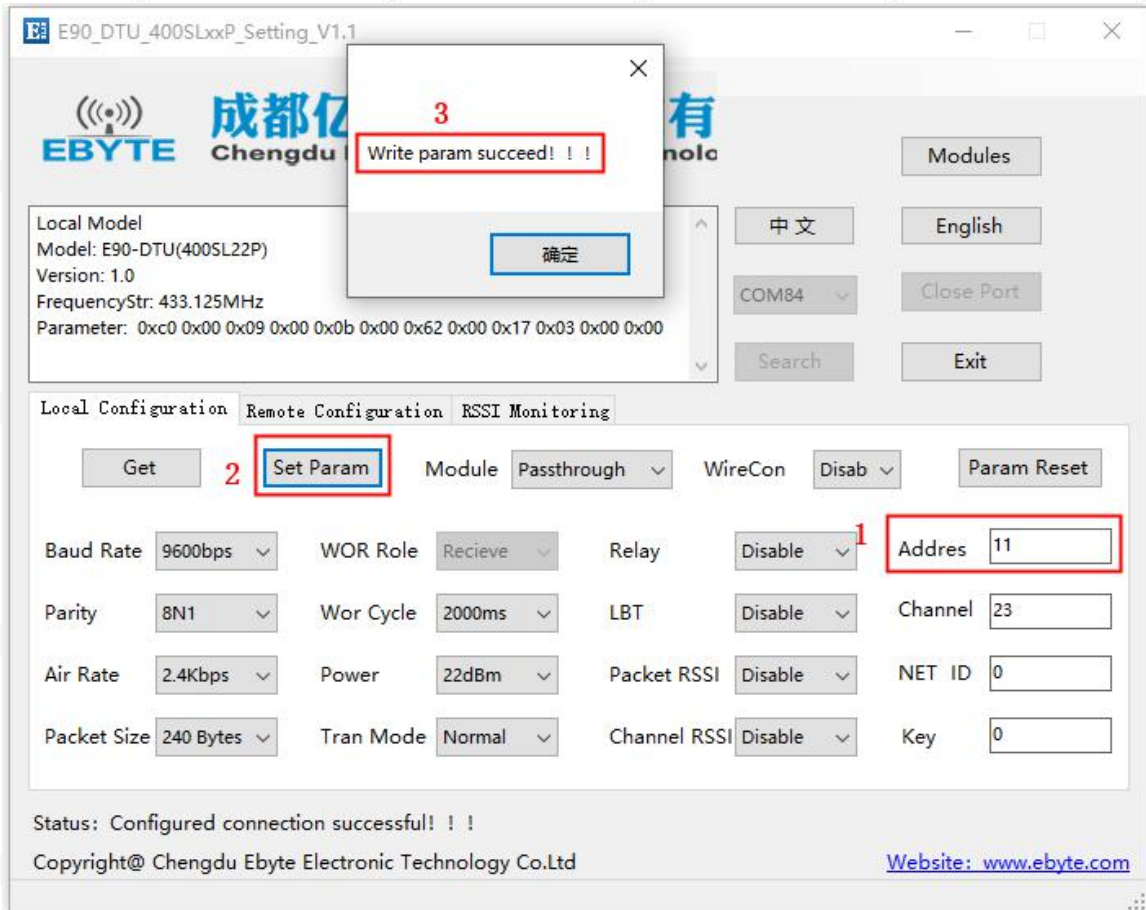 E90_DTU_400SLxxP_Setting_V1.1
3
EBYTE
成都亿
有
Chengdu
nolo
Write param succeed! ! !
确定
Modules
Local Model
Model: E90-DTU(400SL22P)
Version: 1.0
FrequencyStr: 433.125MHz
Parameter: 0xc0 0x00 0x09 0x00 0x0b 0x00 0x62 0x00 0x17 0x03 0x00 0x00
中文 English
COM84 Close Port
Search Exit
Local Configuration Remote Configuration RSSI Monitoring
Get 2 Set Param Module Passthrough WireCon Disab Param Reset
Baud Rate 9600bps WOR Role Recieve Relay Disable 1 Addres 11
Parity 8N1 Wor Cycle 2000ms LBT Disable Channel 23
Air Rate 2.4Kbps Power 22dBm Packet RSSI Disable NET ID 0
Packet Size 240 Bytes Tran Mode Normal Channel RSSI Disable Key 0
Status: Configured connection successful! ! !
Copyright@ Chengdu Ebyte Electronic Technology Co.Ltd Website: www.ebyte.com